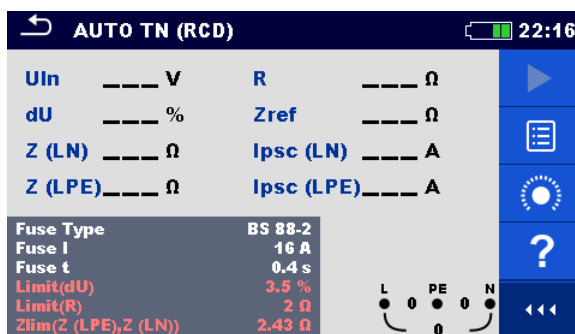 AUTO TN (RCD) 22:16
Uln ___ V R ___ Ω
dU ___ % Zref ___ Ω
Z (LN) ___ Ω Ipsc (LN) ___ A
Z (LPE)___ Ω Ipsc (LPE)___ A
Fuse Type BS 88-2
Fuse I 16 A
Fuse t 0.4 s
Limit(dU) 3.5 %
Limit(R) 2 Ω
Zlim(Z (LPE),Z (LN)) 2.43 Ω
L PE N
0 0
0
?